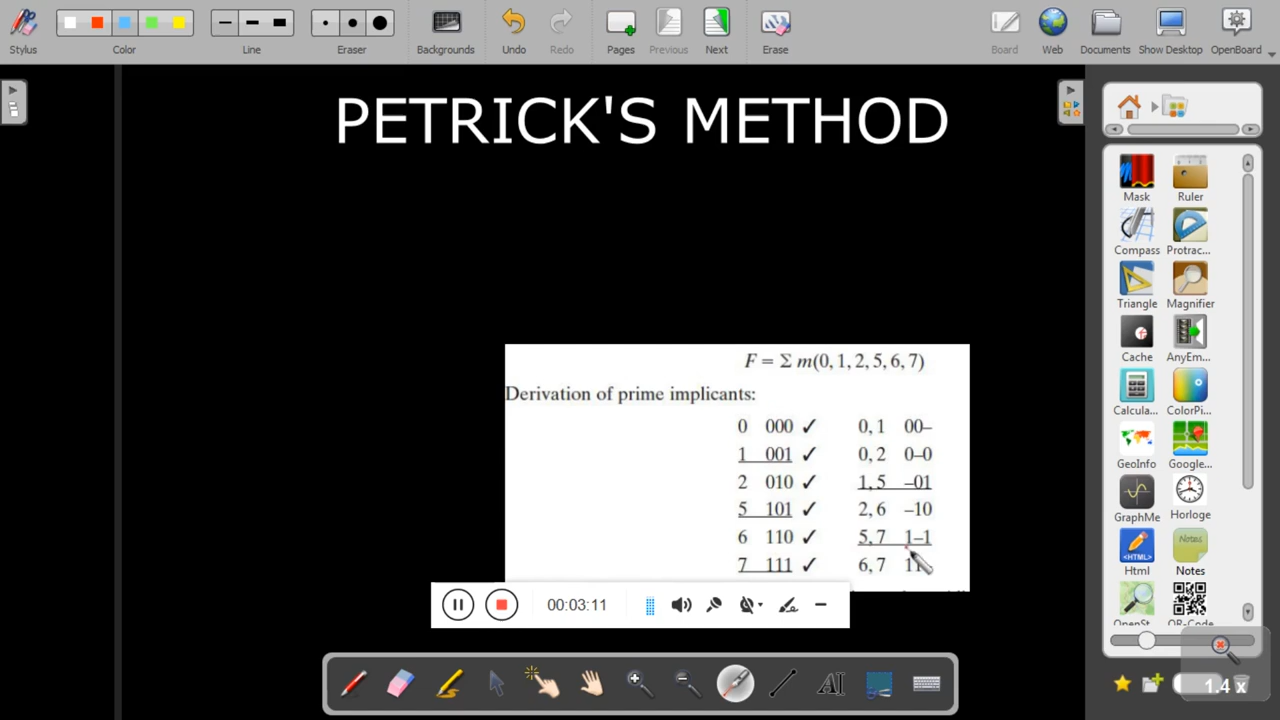 Stylus Color Line Eraser Backgrounds Undo Redo Pages Previous Next Erase Board Web Documents Show Desktop OpenBoard
PETRICK'S METHOD
Mask Ruler
Compass Protrac...
Triangle Magnifier
Cache AnyEm...
Calcula... ColorPi...
GeoInfo Google...
GraphMe Horloge
Html Notes
OpenSt... QR-Code
F = Σ m(0, 1, 2, 5, 6, 7)
Derivation of prime implicants:
0 000 ✓ 0, 1 00–
1 001 ✓ 0, 2 0–0
2 010 ✓ 1, 5 –01
5 101 ✓ 2, 6 –10
6 110 ✓ 5, 7 1–1
7 111 ✓ 6, 7
00:03:11
AI
1.4 x